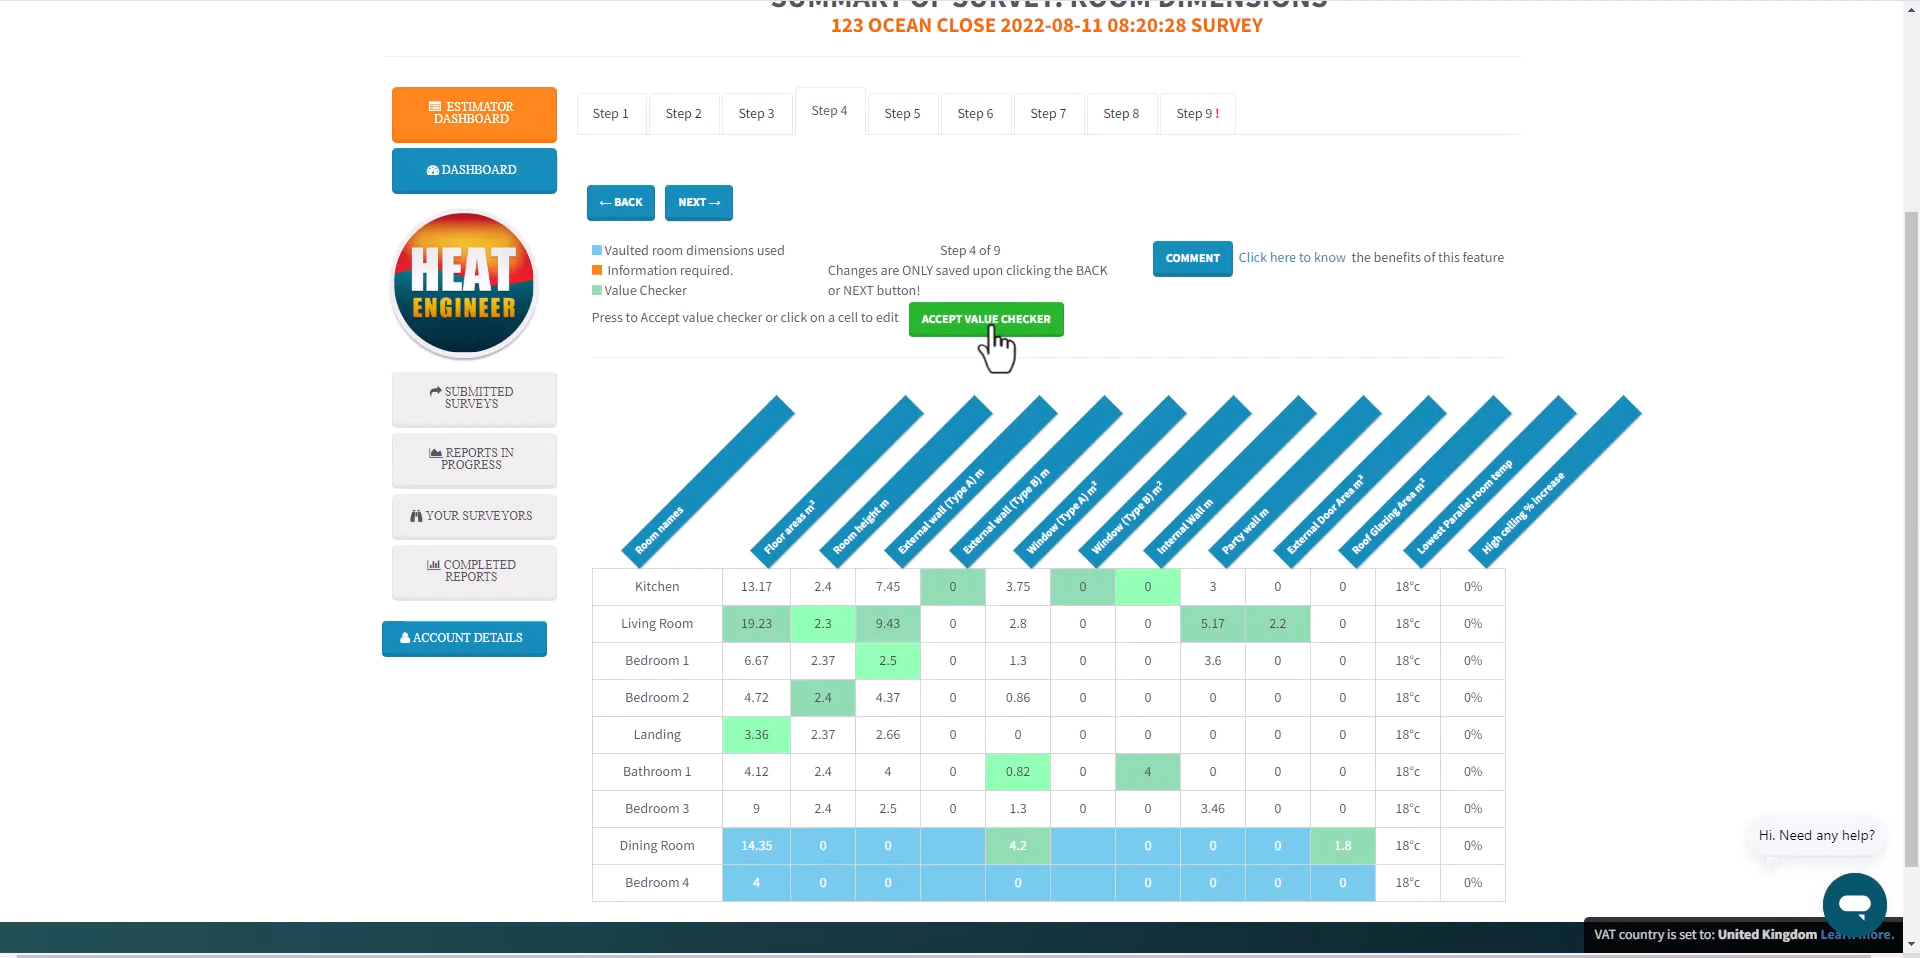 SUMMARY OF SURVEY: ROOM DIMENSIONS
123 OCEAN CLOSE 2022-08-11 08:20:28 SURVEY
ESTIMATOR
DASHBOARD
DASHBOARD
HEAT
ENGINEER
SUBMITTED
SURVEYS
REPORTS IN
PROGRESS
YOUR SURVEYORS
COMPLETED
REPORTS
ACCOUNT DETAILS
Step 1 Step 2 Step 3 Step 4 Step 5 Step 6 Step 7 Step 8 Step 9 !
← BACK NEXT →
Vaulted room dimensions used
Information required.
Value Checker
Step 4 of 9
Changes are ONLY saved upon clicking the BACK
or NEXT button!
COMMENT Click here to know the benefits of this feature
Press to Accept value checker or click on a cell to edit ACCEPT VALUE CHECKER
Room names
Floor areas m²
Room height m
External wall (Type A) m
External wall (Type B) m
Window (Type A) m²
Window (Type B) m²
Internal Wall m
Party wall m
External Door Area m²
Roof Glazing Area m²
Lowest Parallel room temp
High celling % increase
Kitchen 13.17 2.4 7.45 0 3.75 0 0 3 0 0 18°c 0%
Living Room 19.23 2.3 9.43 0 2.8 0 0 5.17 2.2 0 18°c 0%
Bedroom 1 6.67 2.37 2.5 0 1.3 0 0 3.6 0 0 18°c 0%
Bedroom 2 4.72 2.4 4.37 0 0.86 0 0 0 0 0 18°c 0%
Landing 3.36 2.37 2.66 0 0 0 0 0 0 0 18°c 0%
Bathroom 1 4.12 2.4 4 0 0.82 0 4 0 0 0 18°c 0%
Bedroom 3 9 2.4 2.5 0 1.3 0 0 3.46 0 0 18°c 0%
Dining Room 14.35 0 0 4.2 0 0 0 1.8 18°c 0%
Bedroom 4 4 0 0 0 0 0 0 0 18°c 0%
Hi. Need any help?
VAT country is set to: United Kingdom Learn more.